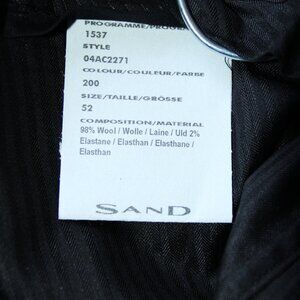 PROGRAMME/PROGRAM
1537
STYLE
04AC2271
COLOUR/COULEUR/FARBE
200
SIZE/TAILLE/GRÖSSE
52
COMPOSITION/MATERIAL
98% Wool / Wolle / Laine / Uld 2%
Elastane / Elasthan / Elasthane /
Elasthan
SAND